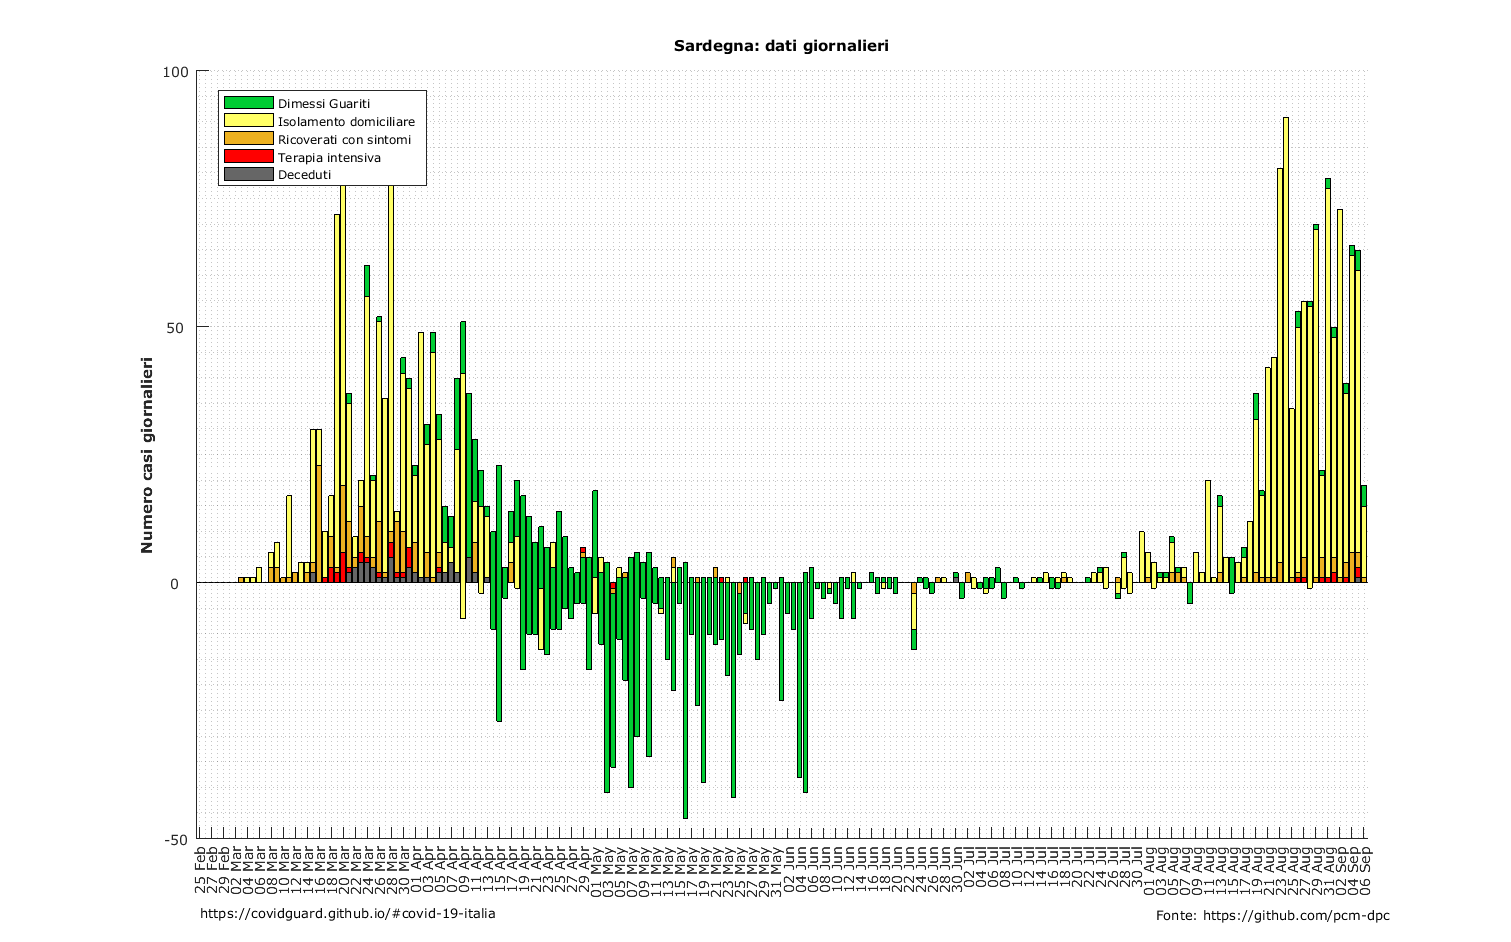 Sardegna: dati giornalieri
100
Dimessi Guariti
Isolamento domiciliare
Ricoverati con sintomi
Terapia intensiva
Deceduti
50
Numero casi giornalieri
0
-50
25 Feb
27 Feb
29 Feb
02 Mar
04 Mar
06 Mar
08 Mar
10 Mar
12 Mar
14 Mar
16 Mar
18 Mar
20 Mar
22 Mar
24 Mar
26 Mar
28 Mar
30 Mar
01 Apr
03 Apr
05 Apr
07 Apr
09 Apr
11 Apr
13 Apr
15 Apr
17 Apr
19 Apr
21 Apr
23 Apr
25 Apr
27 Apr
29 Apr
01 May
03 May
05 May
07 May
09 May
11 May
13 May
15 May
17 May
19 May
21 May
23 May
25 May
27 May
29 May
31 May
02 Jun
04 Jun
06 Jun
08 Jun
10 Jun
12 Jun
14 Jun
16 Jun
18 Jun
20 Jun
22 Jun
24 Jun
26 Jun
28 Jun
30 Jun
02 Jul
04 Jul
06 Jul
08 Jul
10 Jul
12 Jul
14 Jul
16 Jul
18 Jul
20 Jul
22 Jul
24 Jul
26 Jul
28 Jul
30 Jul
01 Aug
03 Aug
05 Aug
07 Aug
09 Aug
11 Aug
13 Aug
15 Aug
17 Aug
19 Aug
21 Aug
23 Aug
25 Aug
27 Aug
29 Aug
31 Aug
02 Sep
04 Sep
06 Sep
https://covidguard.github.io/#covid-19-italia
Fonte: https://github.com/pcm-dpc